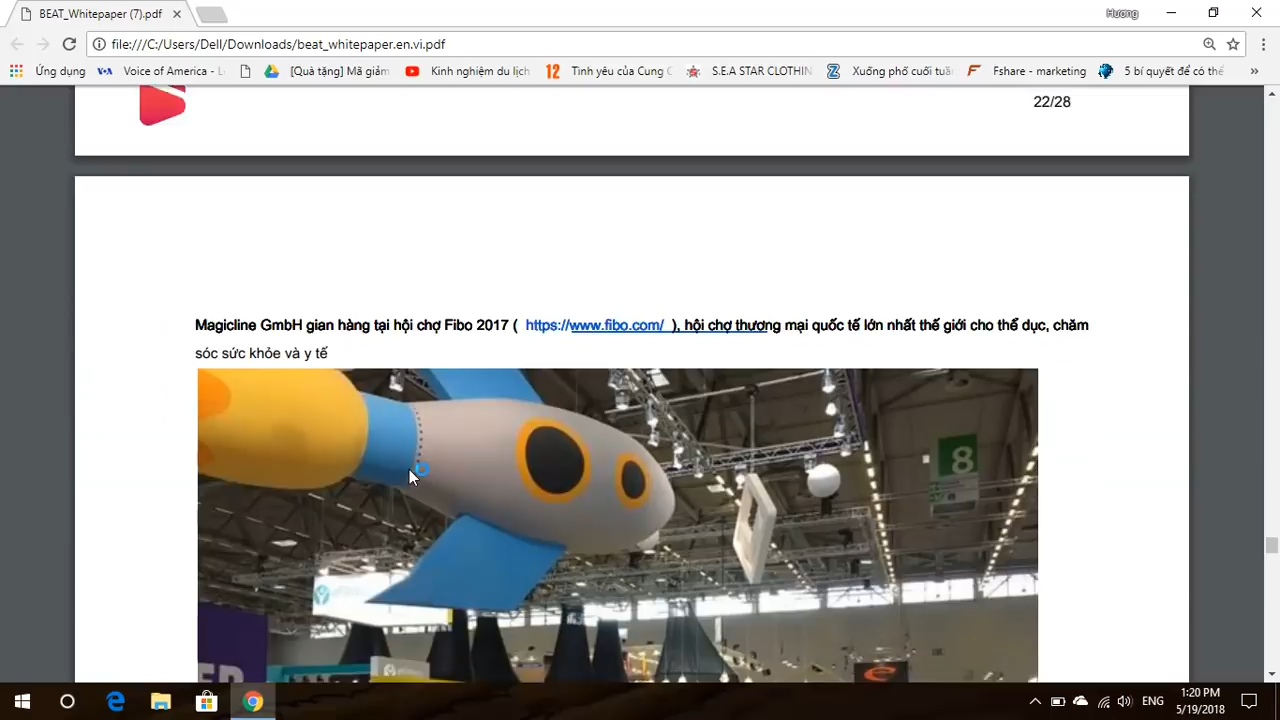 BEAT_Whitepaper (7).pdf
Hương
file:///C:/Users/Dell/Downloads/beat_whitepaper.en.vi.pdf
Ứng dụng
Voice of America - L
[Quà tặng] Mã giảm
Kinh nghiệm du lịch
12
Tình yêu của Cung
S.E.A STAR CLOTHIN
Xuống phố cuối tuần
Fshare - marketing
5 bí quyết để có thể
22/28
Magicline GmbH gian hàng tại hội chợ Fibo 2017 ( https://www.fibo.com/ ), hội chợ thương mại quốc tế lớn nhất thế giới cho thể dục, chăm
sóc sức khỏe và y tế
8
ENG
1:20 PM
5/19/2018